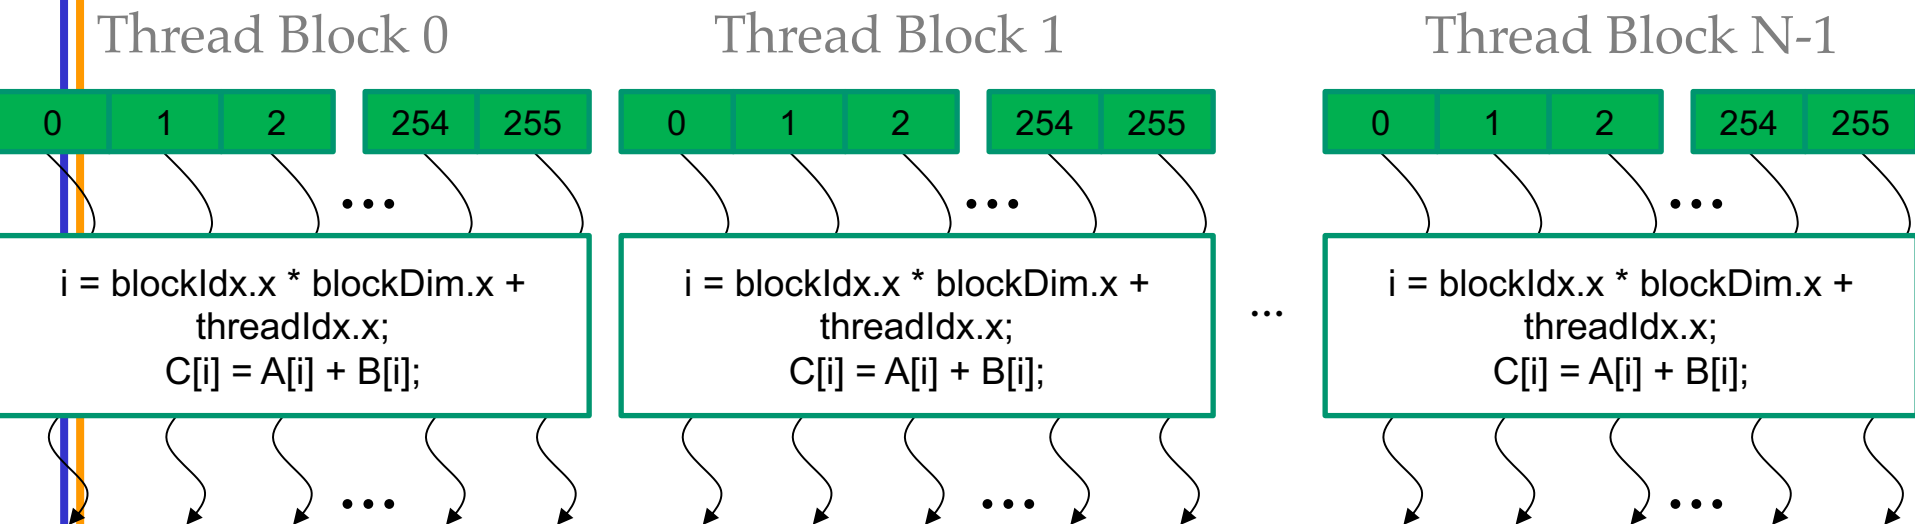 Thread Block 0
Thread Block 1
Thread Block N-1
0 1 2 254 255
0 1 2 254 255
0 1 2 254 255
...
...
...
i = blockIdx.x * blockDim.x +
threadIdx.x;
C[i] = A[i] + B[i];
i = blockIdx.x * blockDim.x +
threadIdx.x;
C[i] = A[i] + B[i];
...
i = blockIdx.x * blockDim.x +
threadIdx.x;
C[i] = A[i] + B[i];
...
...
...